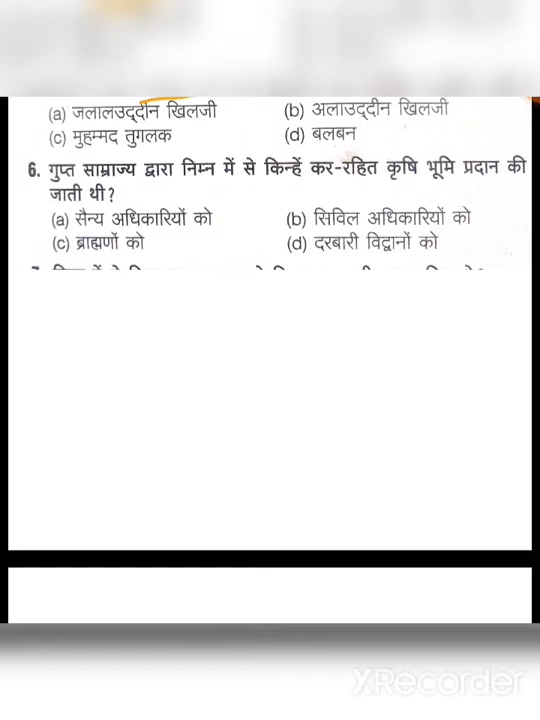 (a) जलालउद्दीन खिलजी (b) अलाउद्दीन खिलजी
(c) मुहम्मद तुगलक (d) बलबन
6. गुप्त साम्राज्य द्वारा निम्न में से किन्हें कर-रहित कृषि भूमि प्रदान की
जाती थी?
(a) सैन्य अधिकारियों को (b) सिविल अधिकारियों को
(c) ब्राह्मणों को (d) दरबारी विद्वानों को
XRecorder